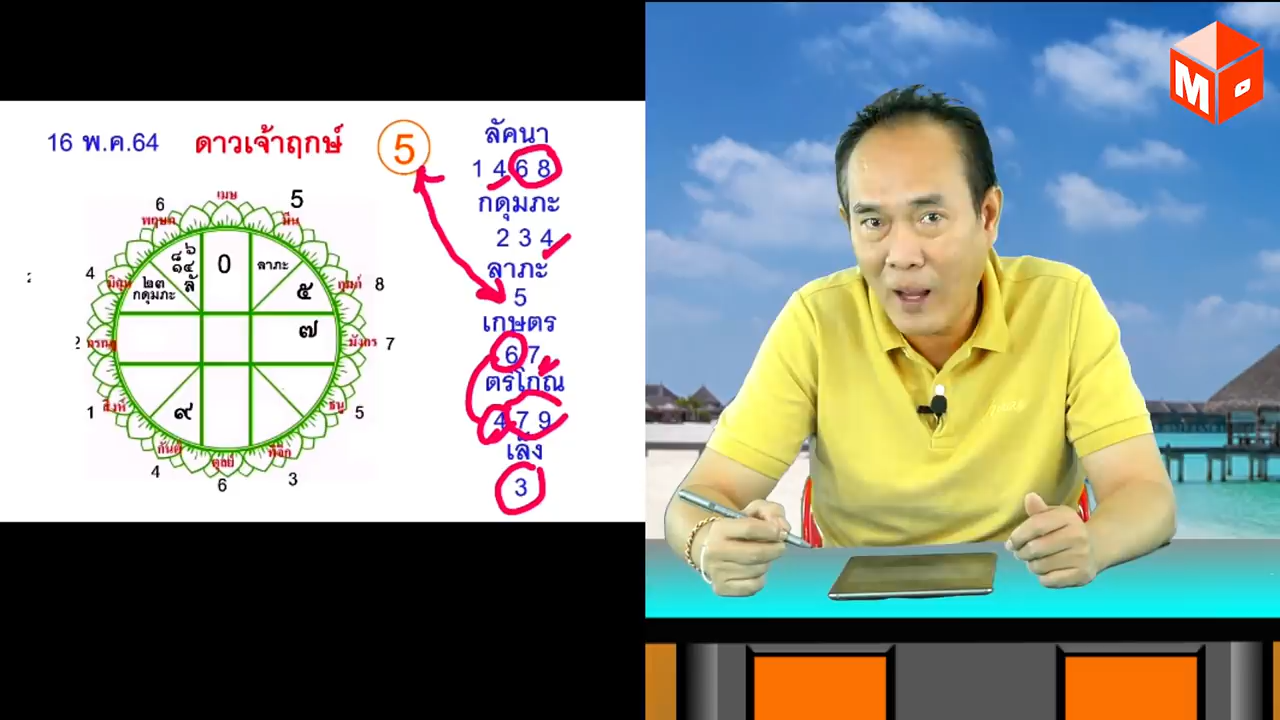 16 พ.ค.64 ดาวเจ้าฤกษ์ 5
ลัคนา
1 4 6 8
กดุมภะ
2 3 4
ลาภะ
5
เกษตร
6 7
ตรีโกณ
4 7 9
เล็ง
3
เมษ
6 5
พฤษภ มีน
0 ลาภะ
๑๘
๔๖
ลั
4 มิถุน ๒๓ ๕ กุมภ์ 8
กดุมภะ
๗
2 กรกฎ มังกร 7
1 สิงห์ ๙ ธนู 5
กันย์ ตุลย์ พิจิก
4 6 3
M